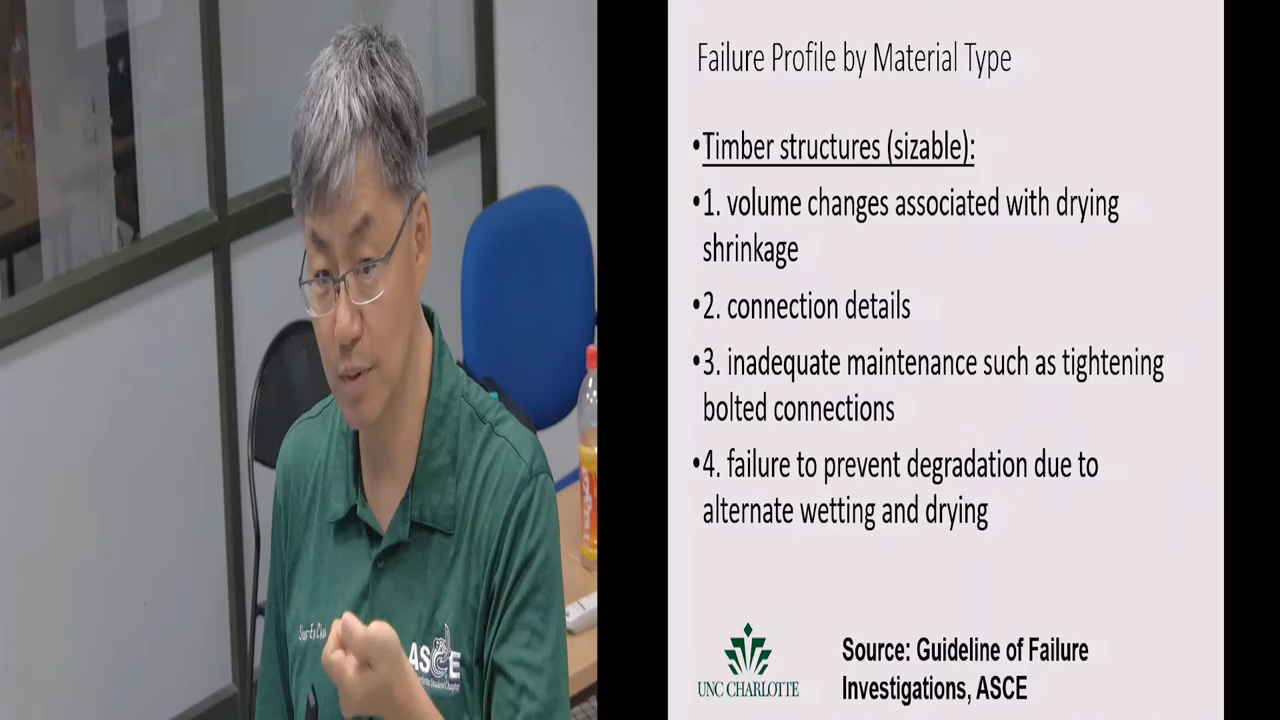 Failure Profile by Material Type
•Timber structures (sizable):
•1. volume changes associated with drying
shrinkage
•2. connection details
•3. inadequate maintenance such as tightening
bolted connections
•4. failure to prevent degradation due to
alternate wetting and drying
ASCE
UNC CHARLOTTE
Source: Guideline of Failure
Investigations, ASCE